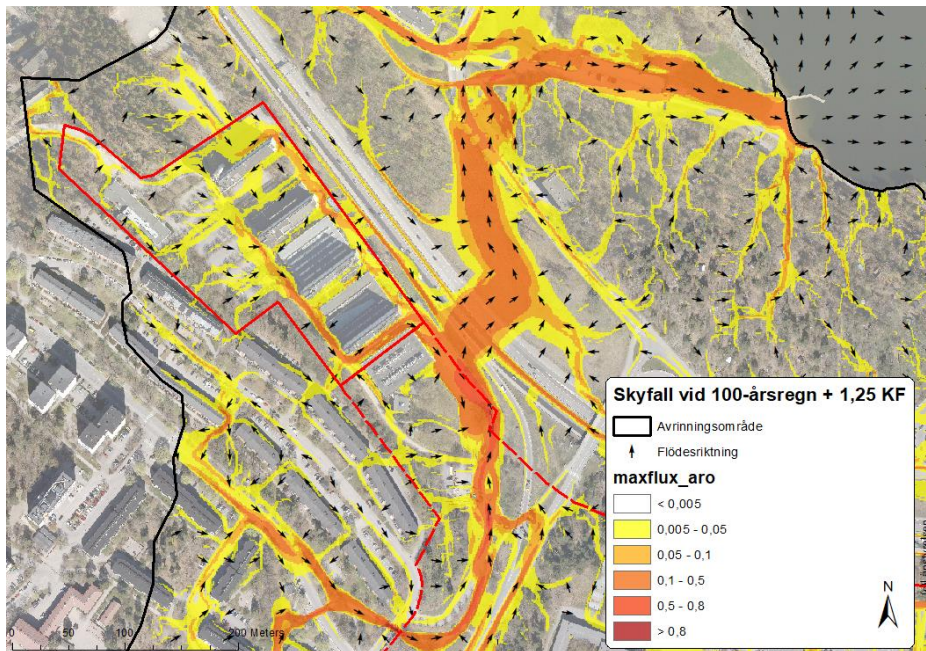 Skyfall vid 100-årsregn + 1,25 KF
Avrinningsområde
Flödesriktning
maxflux_aro
< 0,005
0,005 - 0,05
0,05 - 0,1
0,1 - 0,5
0,5 - 0,8
> 0,8
N
0 50 100 200 Meters